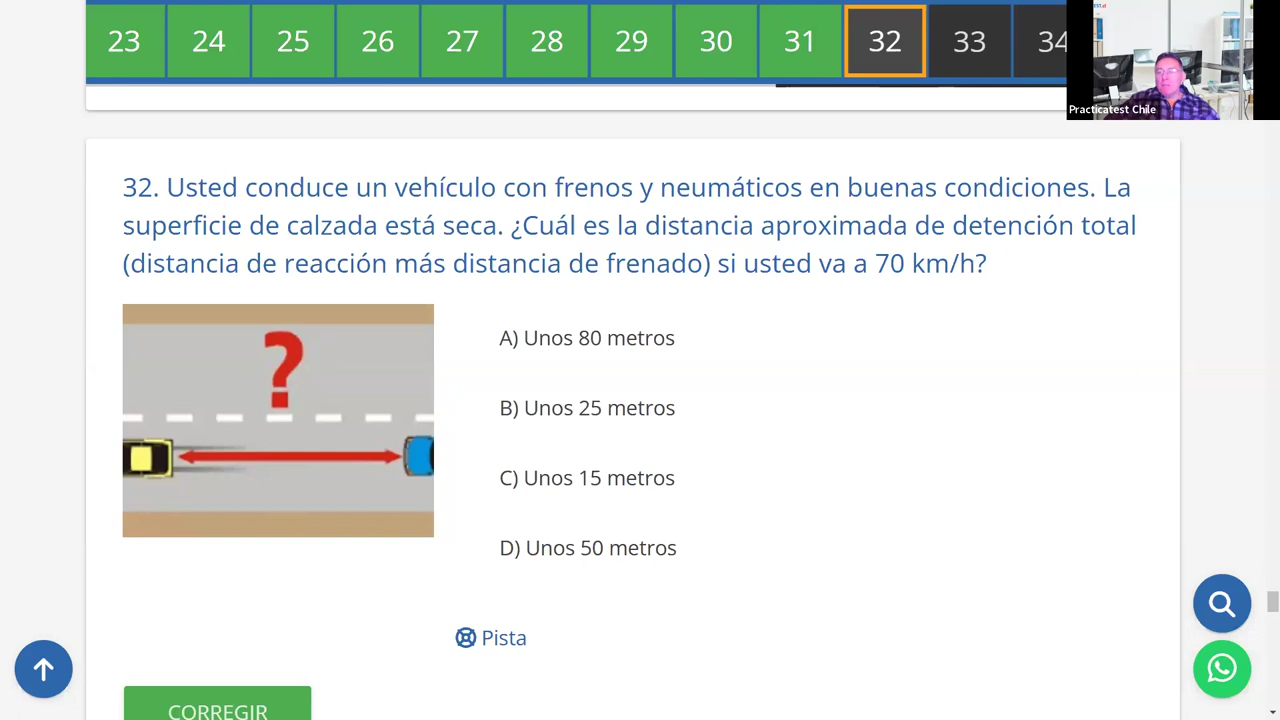 23 24 25 26 27 28 29 30 31 32 33 34
Practicatest Chile
32. Usted conduce un vehículo con frenos y neumáticos en buenas condiciones. La
superficie de calzada está seca. ¿Cuál es la distancia aproximada de detención total
(distancia de reacción más distancia de frenado) si usted va a 70 km/h?
?
A) Unos 80 metros
B) Unos 25 metros
C) Unos 15 metros
D) Unos 50 metros
Pista
CORREGIR